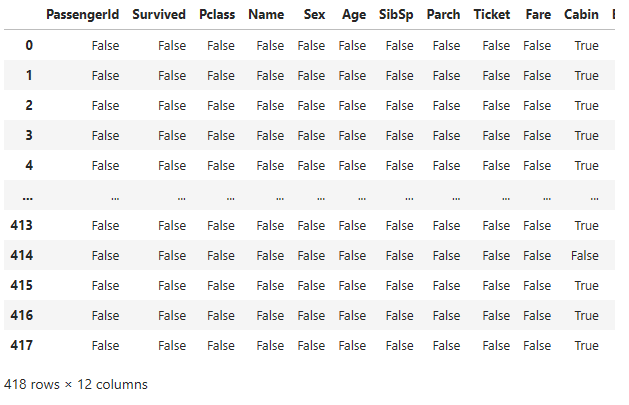 PassengerId Survived Pclass Name Sex Age SibSp Parch Ticket Fare Cabin
0 False False False False False False False False False False True
1 False False False False False False False False False False True
2 False False False False False False False False False False True
3 False False False False False False False False False False True
4 False False False False False False False False False False True
... ... ... ... ... ... ... ... ... ... ... ...
413 False False False False False False False False False False True
414 False False False False False False False False False False False
415 False False False False False False False False False False True
416 False False False False False False False False False False True
417 False False False False False False False False False False True
418 rows × 12 columns